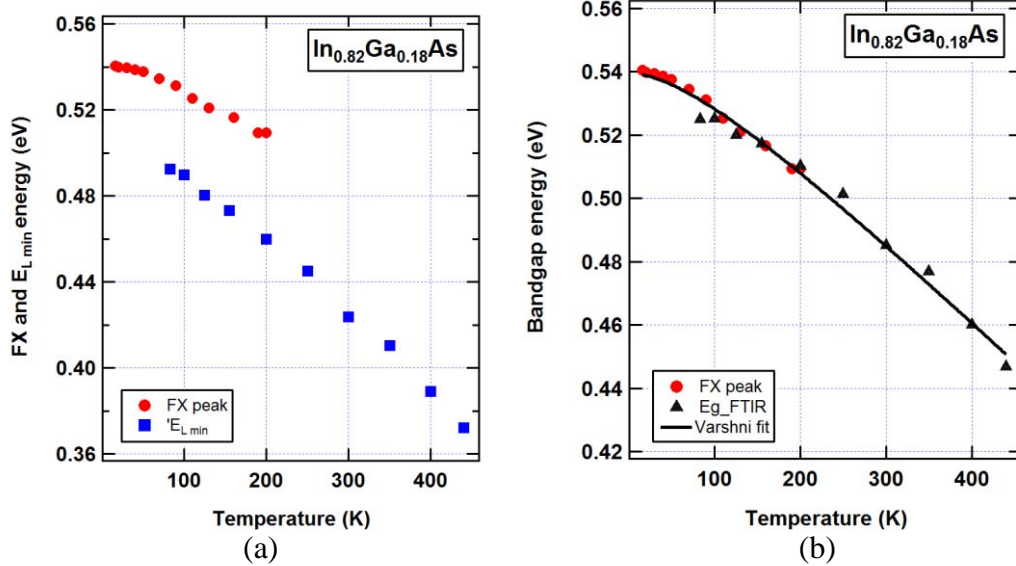 0.56
0.52
0.48
0.44
0.40
0.36
FX and E_L min energy (eV)
In0.82Ga0.18As
FX peak
'E_L min
100
200
300
400
Temperature (K)
(a)
0.56
0.54
0.52
0.50
0.48
0.46
0.44
0.42
Bandgap energy (eV)
In0.82Ga0.18As
FX peak
Eg_FTIR
Varshni fit
100
200
300
400
Temperature (K)
(b)